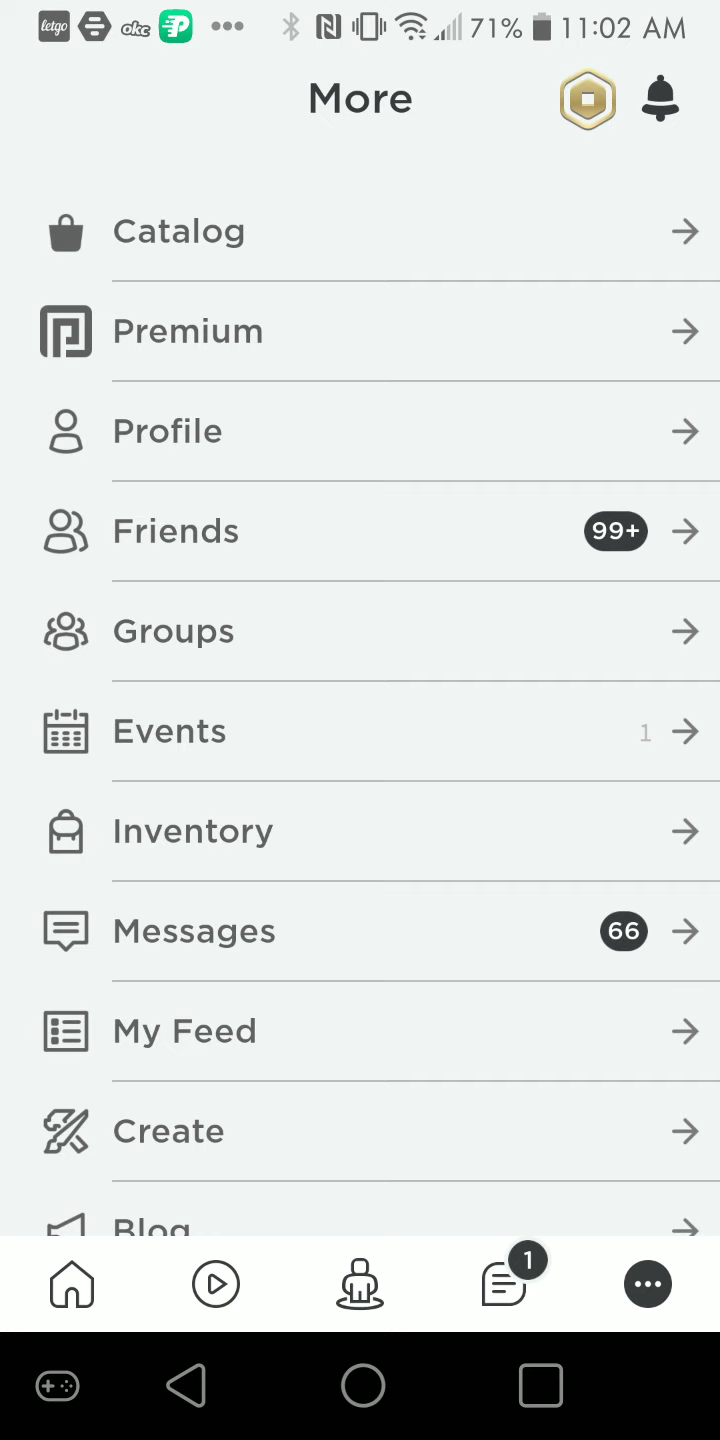 letgo okc 71% 11:02 AM
More
Catalog
Premium
Profile
Friends 99+
Groups
Events 1
Inventory
Messages 66
My Feed
Create
Blog
1